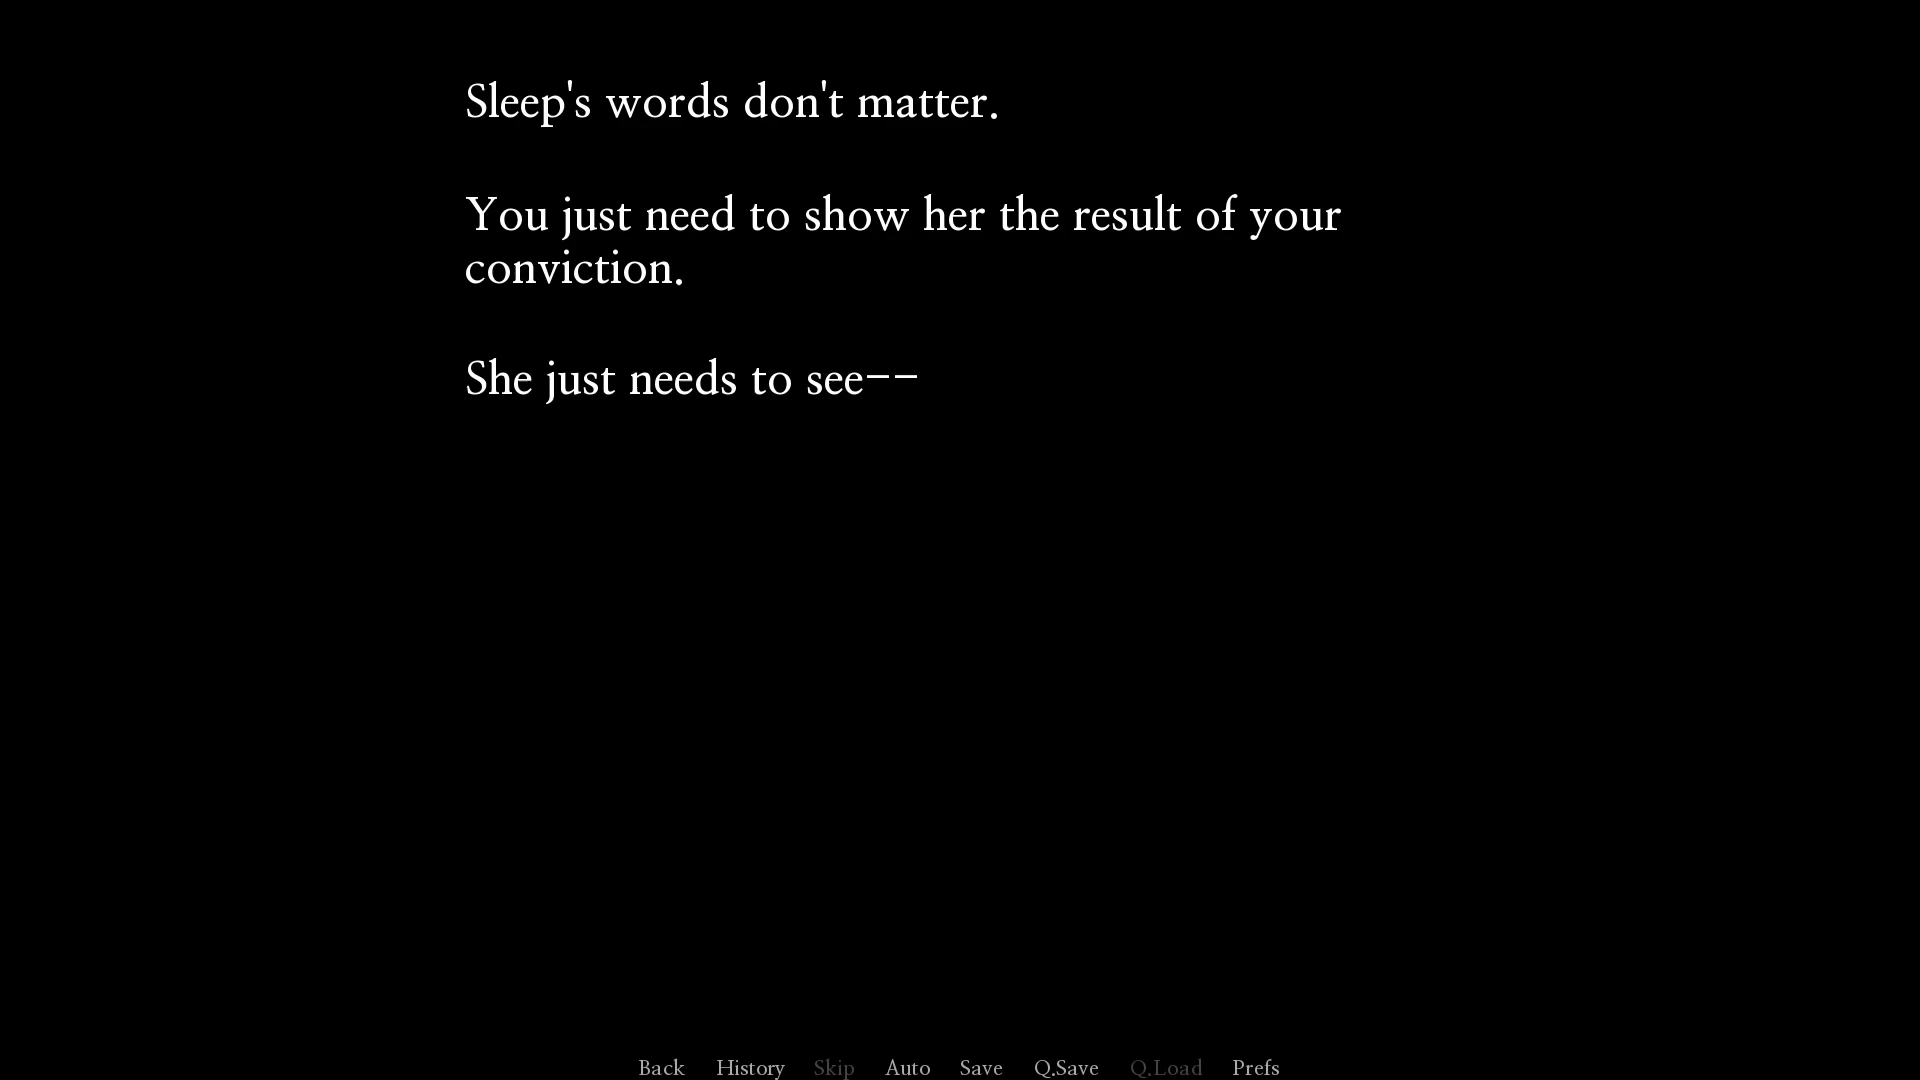 Sleep's words don't matter.
You just need to show her the result of your
conviction.
She just needs to see--
Back History Skip Auto Save Q.Save Q.Load Prefs